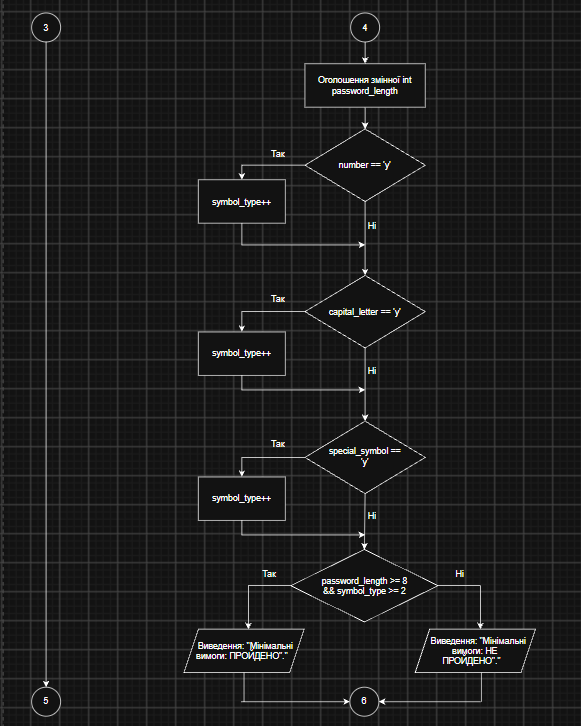 3
4
Оголошення змінної int
password_length
number == 'y'
Так
symbol_type++
Ні
capital_letter == 'y'
Так
symbol_type++
Ні
special_symbol ==
'y'
Так
symbol_type++
Ні
password_length >= 8
&& symbol_type >= 2
Так
Ні
Виведення: "Мінімальні
вимоги: ПРОЙДЕНО"."
Виведення: "Мінімальні
вимоги: НЕ
ПРОЙДЕНО"."
5
6